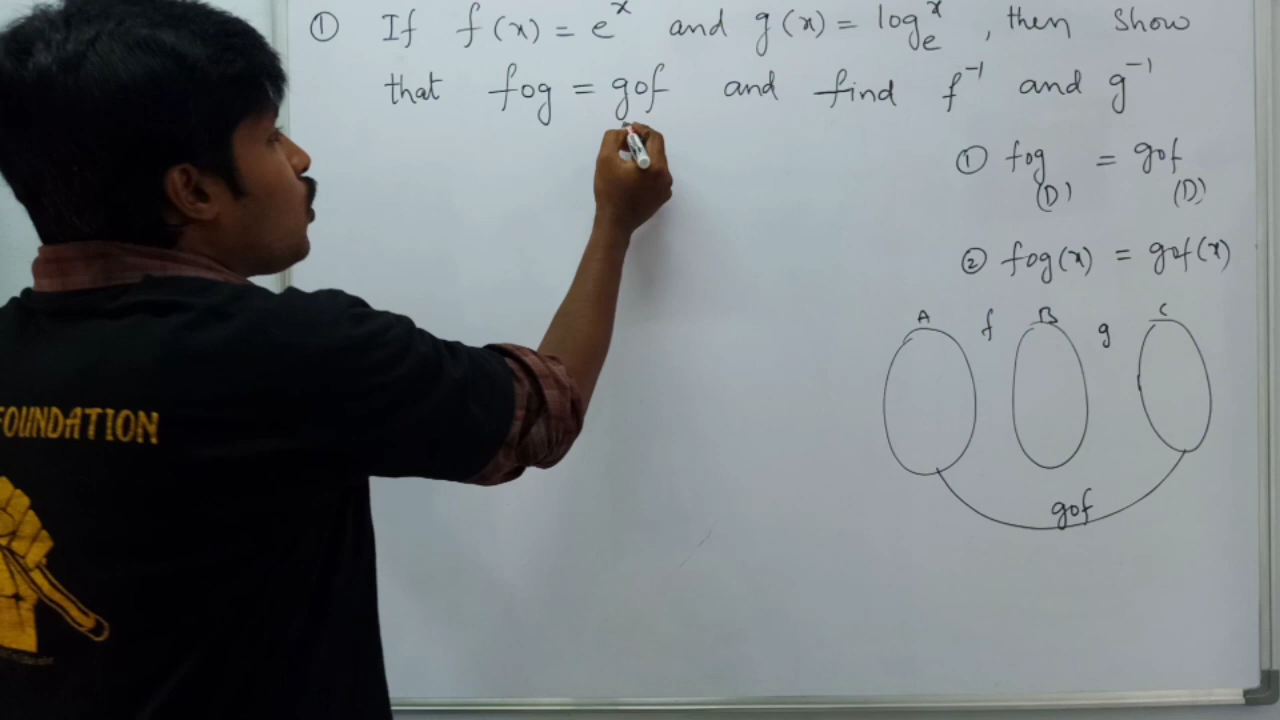 ① If f(x) = e^x and g(x) = log_e^x , then show
that fog = gof and find f^-1 and g^-1
① fog = gof
(D) (D)
② fog(x) = gof(x)
A f B g C
gof
FOUNDATION